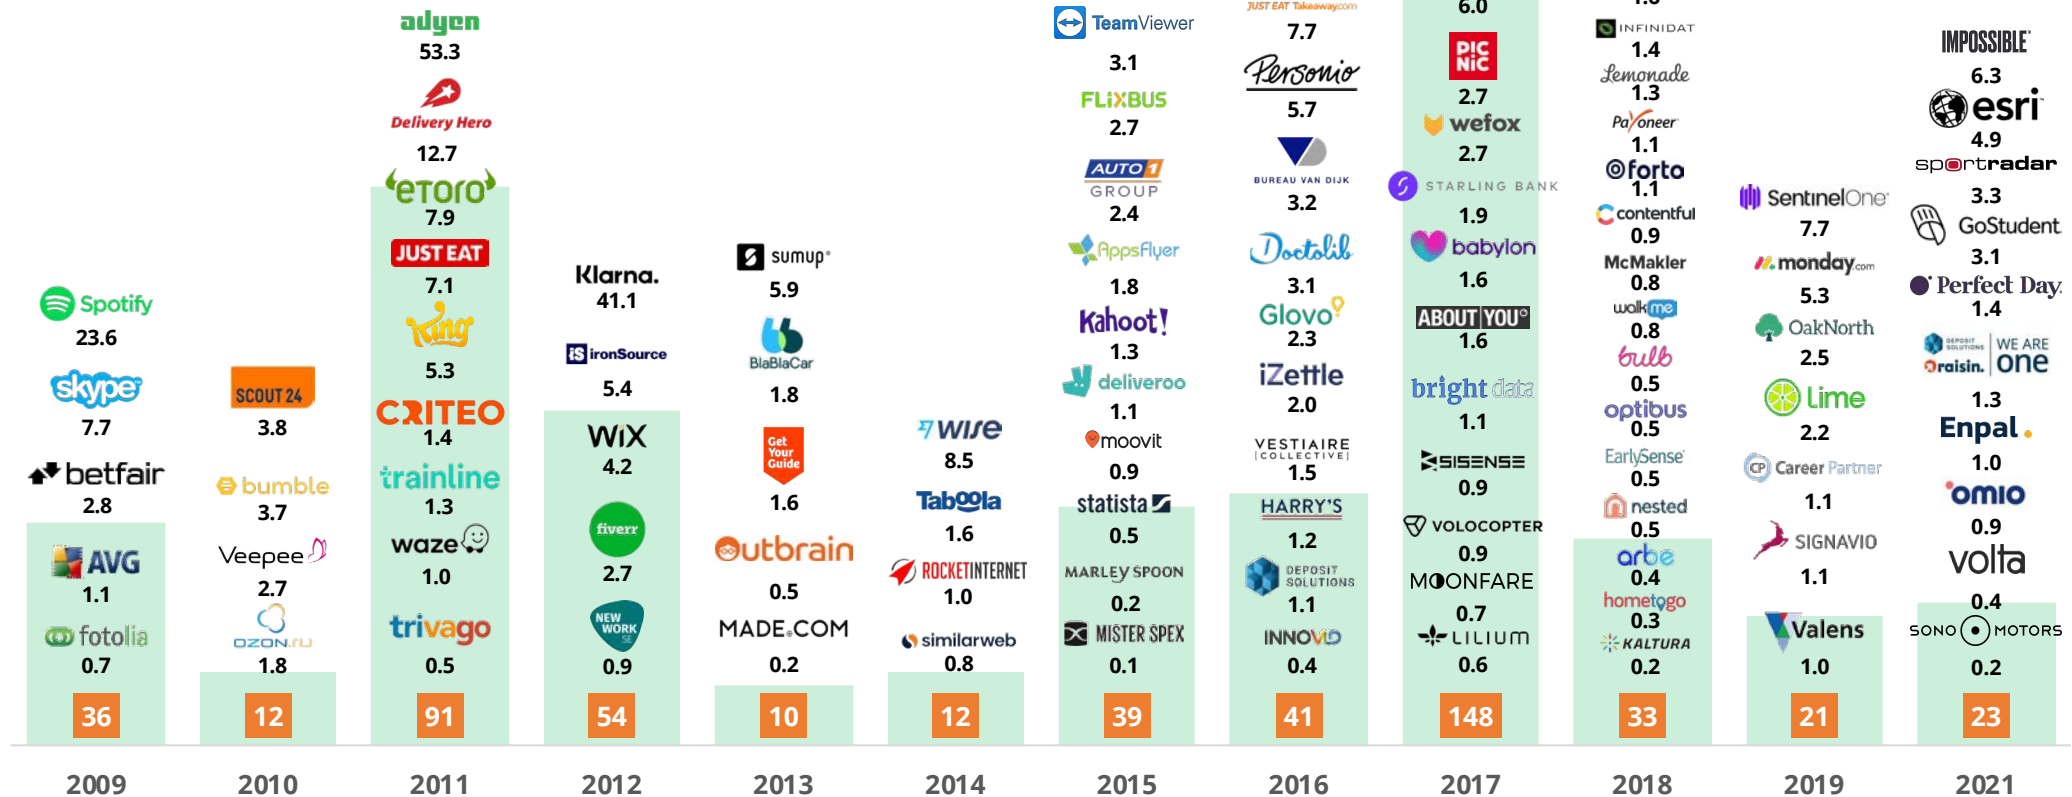 adyen
53.3
Delivery Hero
12.7
eToro
7.9
JUST EAT
7.1
King
5.3
CRITEO
1.4
trainline
1.3
waze
1.0
trivago
0.5
91
2011
Spotify
23.6
skype
7.7
betfair
2.8
AVG
1.1
fotolia
0.7
36
2009
SCOUT 24
3.8
bumble
3.7
Veepee
2.7
OZON.ru
1.8
12
2010
Klarna.
41.1
iS ironSource
5.4
WiX
4.2
fiverr
2.7
NEW
WORK
SE
0.9
54
2012
sumup
5.9
BlaBlaCar
1.8
Get
Your
Guide
1.6
Outbrain
0.5
MADE.COM
0.2
10
2013
7WISE
8.5
Taboola
1.6
ROCKET INTERNET
1.0
similarweb
0.8
12
2014
TeamViewer
3.1
FLiXBUS
2.7
AUTO1
GROUP
2.4
AppsFlyer
1.8
Kahoot!
1.3
deliveroo
1.1
moovit
0.9
statista
0.5
MARLEY SPOON
0.2
MISTER SPEX
0.1
39
2015
JUST EAT Takeaway.com
7.7
Personio
5.7
BUREAU VAN DIJK
3.2
Doctolib
3.1
Glovo
2.3
iZettle
2.0
VESTIAIRE
[COLLECTIVE]
1.5
HARRY'S
1.2
DEPOSIT
SOLUTIONS
1.1
INNOVID
0.4
41
2016
6.0
PiC
NiC
2.7
wefox
2.7
STARLING BANK
1.9
babylon
1.6
ABOUT|YOU°
1.6
bright data
1.1
SISENSE
0.9
VOLOCOPTER
0.9
MOONFARE
0.7
LILIUM
0.6
148
2017
INFINIDAT
1.4
Lemonade
1.3
Payoneer
1.1
forto
1.1
contentful
0.9
McMakler
0.8
walkme
0.8
bulb
0.5
optibus
0.5
EarlySense
0.5
nested
0.5
arbe
0.4
hometogo
0.3
KALTURA
0.2
33
2018
SentinelOne
7.7
monday.com
5.3
OakNorth
2.5
Lime
2.2
CP Career Partner
1.1
SIGNAVIO
1.1
Valens
1.0
21
2019
IMPOSSIBLE
6.3
esri
4.9
sportradar
3.3
GoStudent
3.1
Perfect Day
1.4
DEPOSIT
SOLUTIONS
raisin.
WE ARE
one
1.3
Enpal.
1.0
omio
0.9
volta
0.4
SONO MOTORS
0.2
23
2021